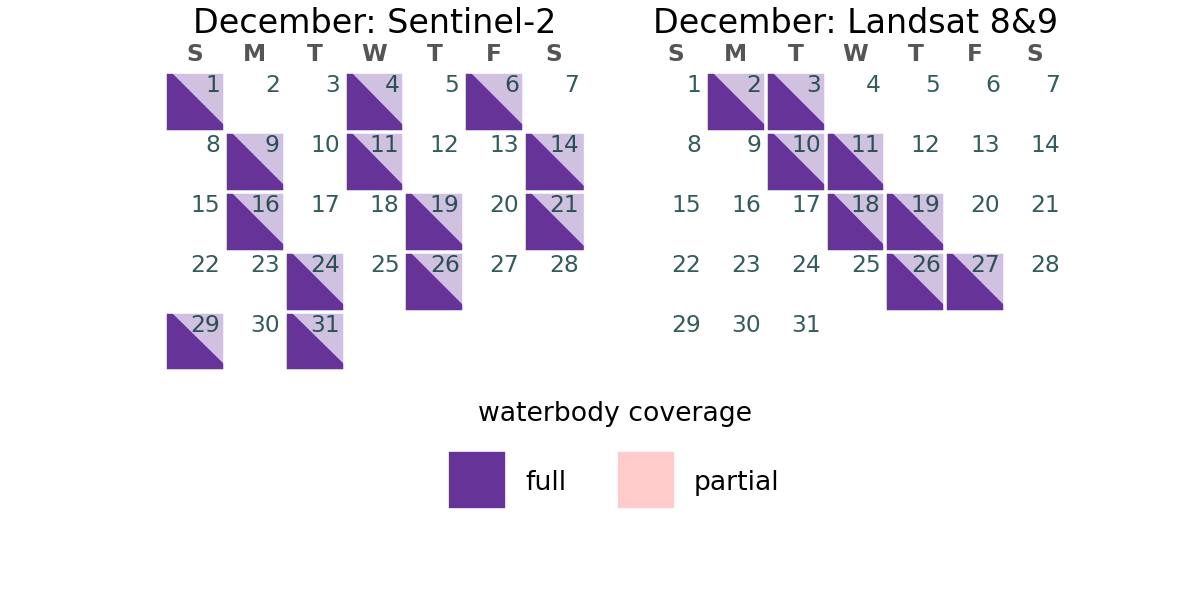 December: Sentinel-2
S M T W T F S
1 2 3 4 5 6 7
8 9 10 11 12 13 14
15 16 17 18 19 20 21
22 23 24 25 26 27 28
29 30 31
December: Landsat 8&9
S M T W T F S
1 2 3 4 5 6 7
8 9 10 11 12 13 14
15 16 17 18 19 20 21
22 23 24 25 26 27 28
29 30 31
waterbody coverage
full partial